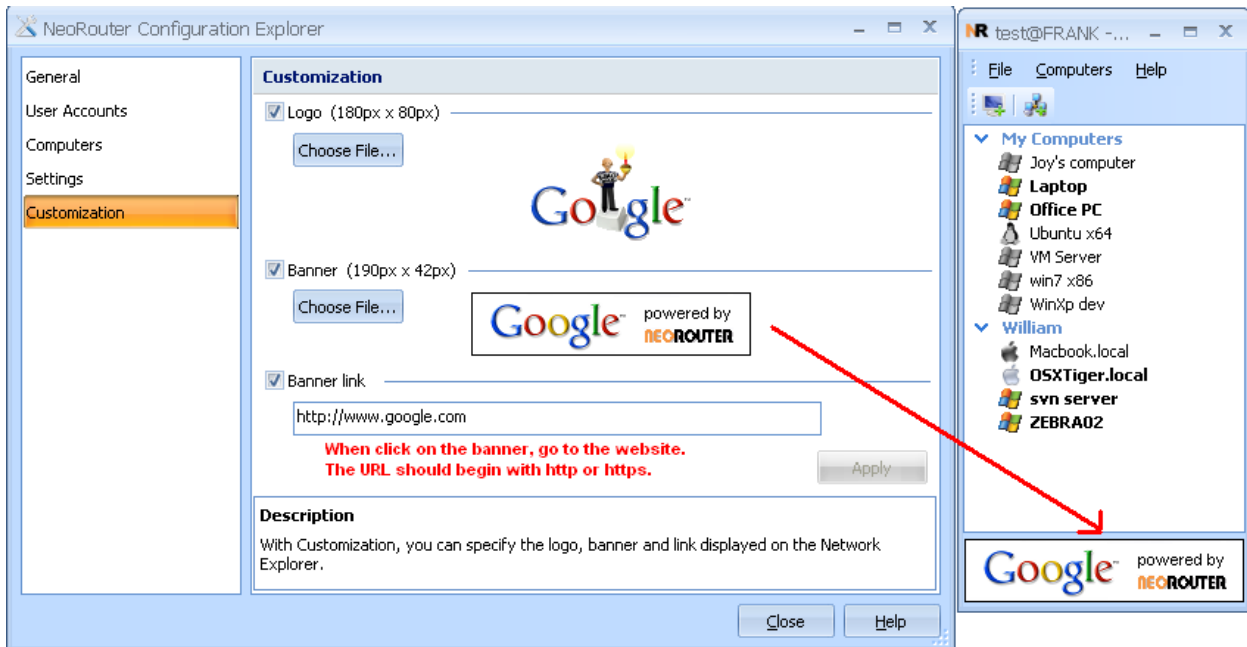 NeoRouter Configuration Explorer
General
User Accounts
Computers
Settings
Customization
Customization
Logo (180px x 80px)
Choose File...
Google™
Banner (190px x 42px)
Choose File...
Google™ powered by
NEOROUTER
Banner link
http://www.google.com
When click on the banner, go to the website.
The URL should begin with http or https.
Apply
Description
With Customization, you can specify the logo, banner and link displayed on the Network
Explorer.
Close
Help
NR test@FRANK -...
File Computers Help
My Computers
Joy's computer
Laptop
Office PC
Ubuntu x64
VM Server
win7 x86
WinXp dev
William
Macbook.local
OSXTiger.local
svn server
ZEBRA02
Google™ powered by
NEOROUTER